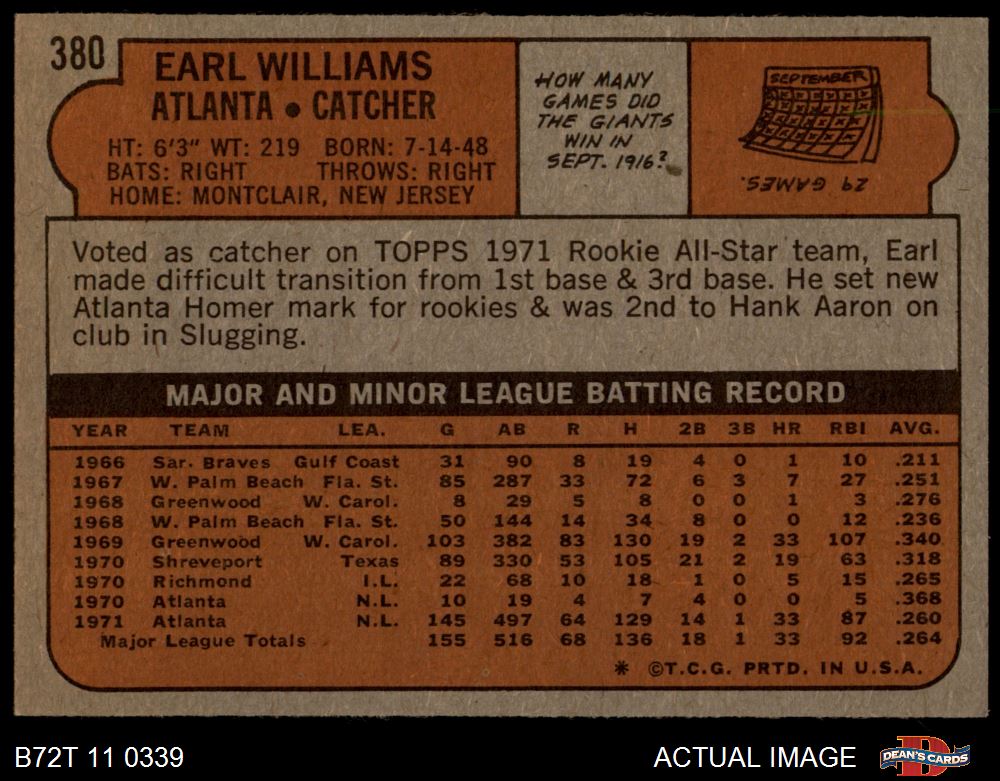 380
EARL WILLIAMS
ATLANTA • CATCHER
HT: 6'3" WT: 219 BORN: 7-14-48
BATS: RIGHT THROWS: RIGHT
HOME: MONTCLAIR, NEW JERSEY
HOW MANY
GAMES DID
THE GIANTS
WIN IN
SEPT. 1916?
SEPTEMBER
29 GAMES.
Voted as catcher on TOPPS 1971 Rookie All-Star team, Earl
made difficult transition from 1st base & 3rd base. He set new
Atlanta Homer mark for rookies & was 2nd to Hank Aaron on
club in Slugging.
MAJOR AND MINOR LEAGUE BATTING RECORD
YEAR TEAM LEA. G AB R H 2B 3B HR RBI AVG.
1966 Sar. Braves Gulf Coast 31 90 8 19 4 0 1 10 .211
1967 W. Palm Beach Fla. St. 85 287 33 72 6 3 7 27 .251
1968 Greenwood W. Carol. 8 29 5 8 0 0 1 3 .276
1968 W. Palm Beach Fla. St. 50 144 14 34 8 0 0 12 .236
1969 Greenwood W. Carol. 103 382 83 130 19 2 33 107 .340
1970 Shreveport Texas 89 330 53 105 21 2 19 63 .318
1970 Richmond I.L. 22 68 10 18 1 0 5 15 .265
1970 Atlanta N.L. 10 19 4 7 4 0 0 5 .368
1971 Atlanta N.L. 145 497 64 129 14 1 33 87 .260
Major League Totals 155 516 68 136 18 1 33 92 .264
* ©T.C.G. PRTD. IN U.S.A.
B72T 11 0339
ACTUAL IMAGE
DEAN'S CARDS